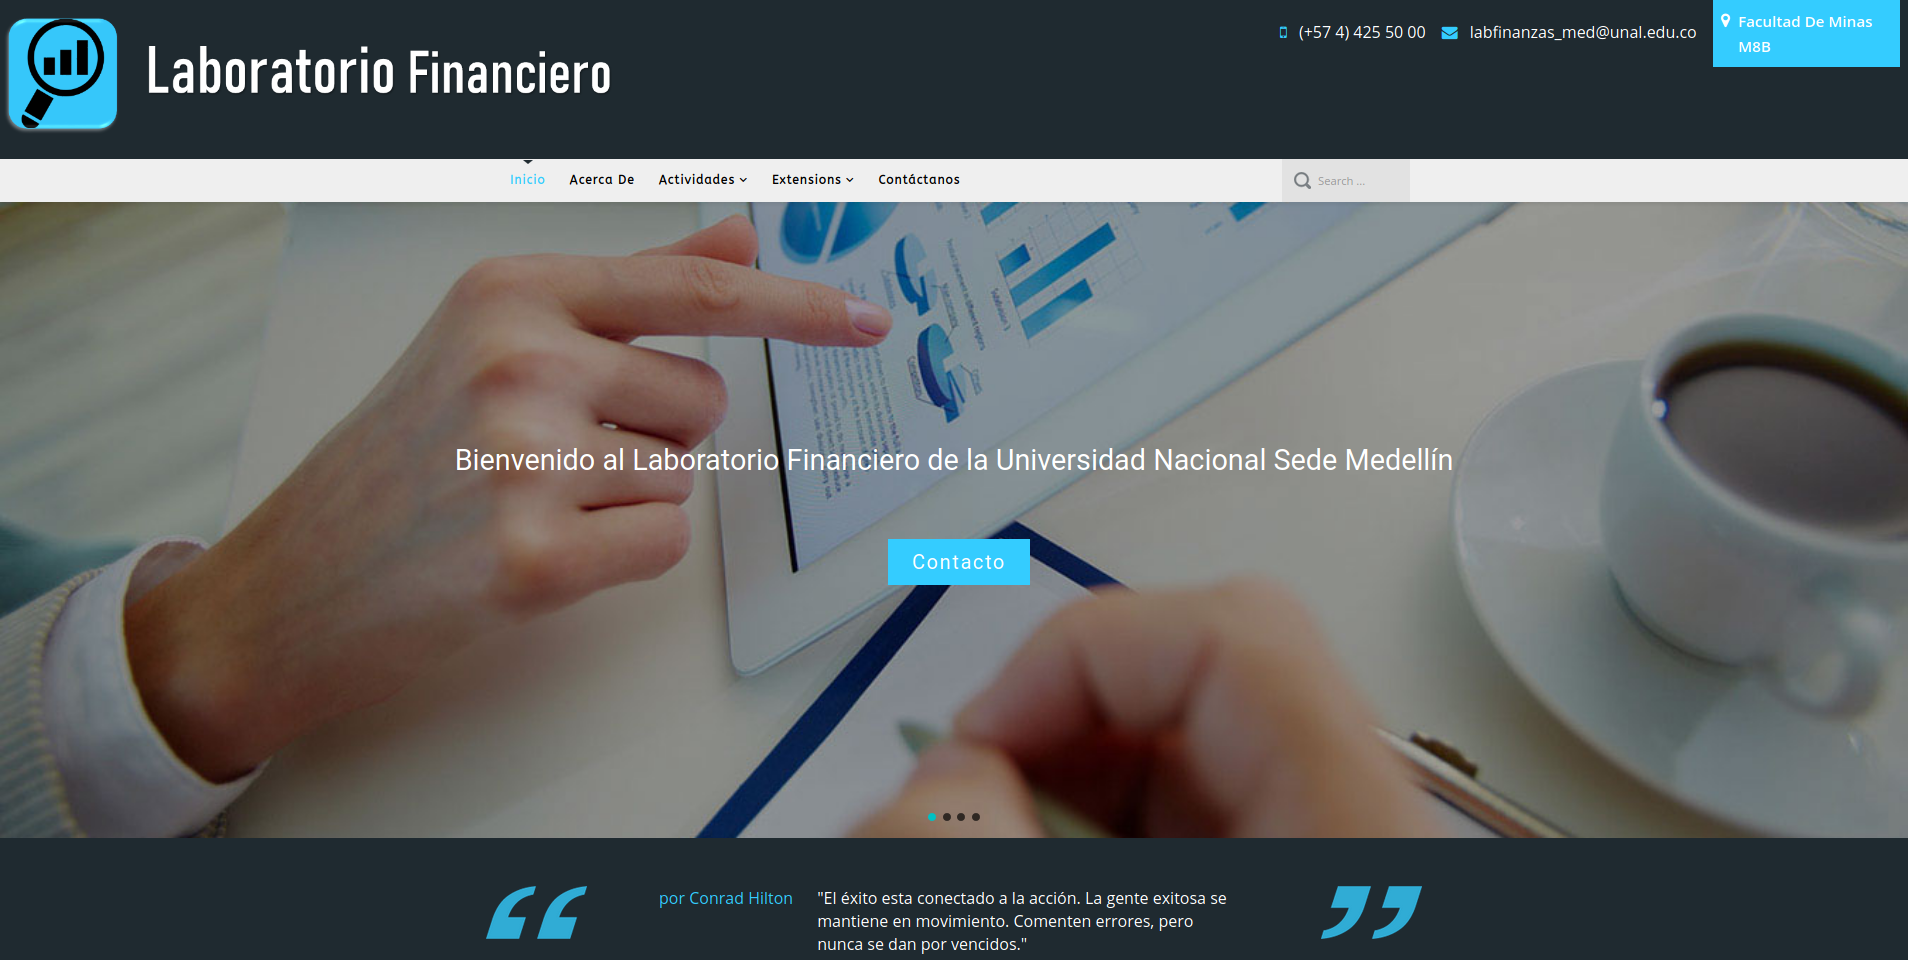 Laboratorio Financiero
(+57 4) 425 50 00
labfinanzas_med@unal.edu.co
Facultad De Minas
M8B
Inicio
Acerca De
Actividades
Extensions
Contáctanos
Search ...
Bienvenido al Laboratorio Financiero de la Universidad Nacional Sede Medellín
Contacto
por Conrad Hilton
"El éxito esta conectado a la acción. La gente exitosa se
mantiene en movimiento. Comenten errores, pero
nunca se dan por vencidos."